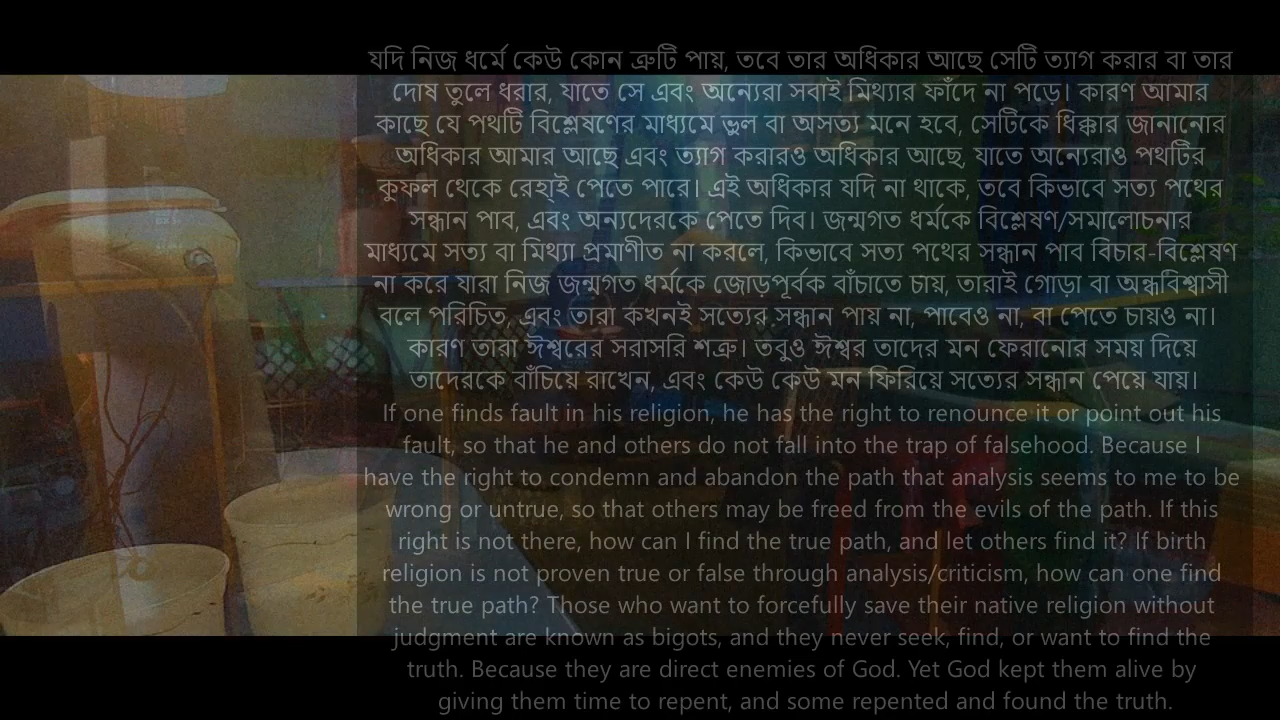 যদি নিজ ধর্মে কেউ কোন ত্রুটি পায়, তবে তার অধিকার আছে সেটি ত্যাগ করার বা তার
দোষ তুলে ধরার, যাতে সে এবং অন্যেরা সবাই মিথ্যার ফাঁদে না পড়ে। কারণ আমার
কাছে যে পথটি বিশ্লেষণের মাধ্যমে ভুল বা অসত্য মনে হবে, সেটিকে ধিক্কার জানানোর
অধিকার আমার আছে এবং ত্যাগ করারও অধিকার আছে, যাতে অন্যেরাও পথটির
কুফল থেকে রেহাই পেতে পারে। এই অধিকার যদি না থাকে, তবে কিভাবে সত্য পথের
সন্ধান পাব, এবং অন্যদেরকে পেতে দিব। জন্মগত ধর্মকে বিশ্লেষণ/সমালোচনার
মাধ্যমে সত্য বা মিথ্যা প্রমাণীত না করলে, কিভাবে সত্য পথের সন্ধান পাব বিচার-বিশ্লেষণ
না করে যারা নিজ জন্মগত ধর্মকে জোড়পূর্বক বাঁচাতে চায়, তারাই গোড়া বা অন্ধবিশ্বাসী
বলে পরিচিত, এবং তারা কখনই সত্যের সন্ধান পায় না, পাবেও না, বা পেতে চায়ও না।
কারণ তারা ঈশ্বরের সরাসরি শত্রু। তবুও ঈশ্বর তাদের মন ফেরানোর সময় দিয়ে
তাদেরকে বাঁচিয়ে রাখেন, এবং কেউ কেউ মন ফিরিয়ে সত্যের সন্ধান পেয়ে যায়।
If one finds fault in his religion, he has the right to renounce it or point out his
fault, so that he and others do not fall into the trap of falsehood. Because I
have the right to condemn and abandon the path that analysis seems to me to be
wrong or untrue, so that others may be freed from the evils of the path. If this
right is not there, how can I find the true path, and let others find it? If birth
religion is not proven true or false through analysis/criticism, how can one find
the true path? Those who want to forcefully save their native religion without
judgment are known as bigots, and they never seek, find, or want to find the
truth. Because they are direct enemies of God. Yet God kept them alive by
giving them time to repent, and some repented and found the truth.